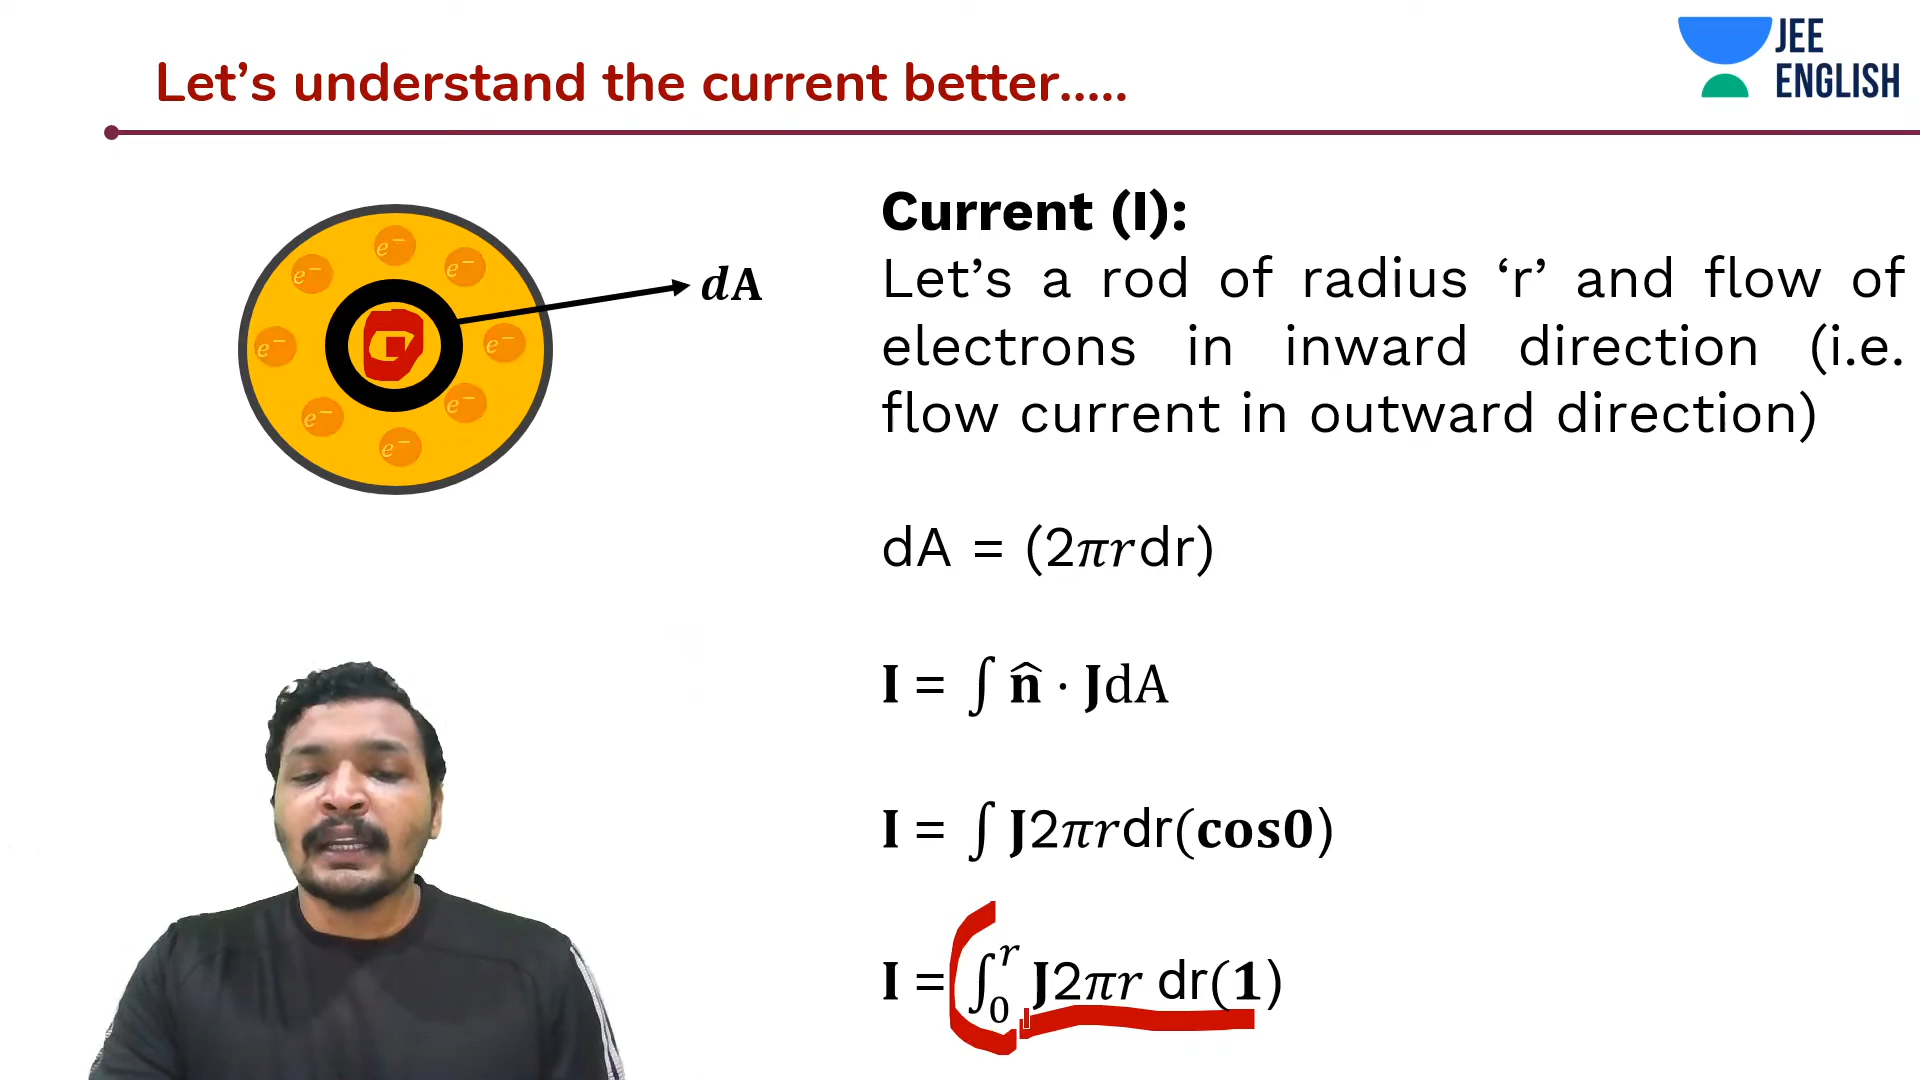 Let’s understand the current better.....
JEE
ENGLISH
e⁻
e⁻
e⁻
e⁻
e⁻
e⁻
e⁻
e⁻
dA
Current (I):
Let’s a rod of radius ‘r’ and flow of
electrons in inward direction (i.e.
flow current in outward direction)
dA = (2πrdr)
I = ∫ n̂ · JdA
I = ∫ J2πrdr(cos0)
I = ∫₀ʳ J2πr dr(1)